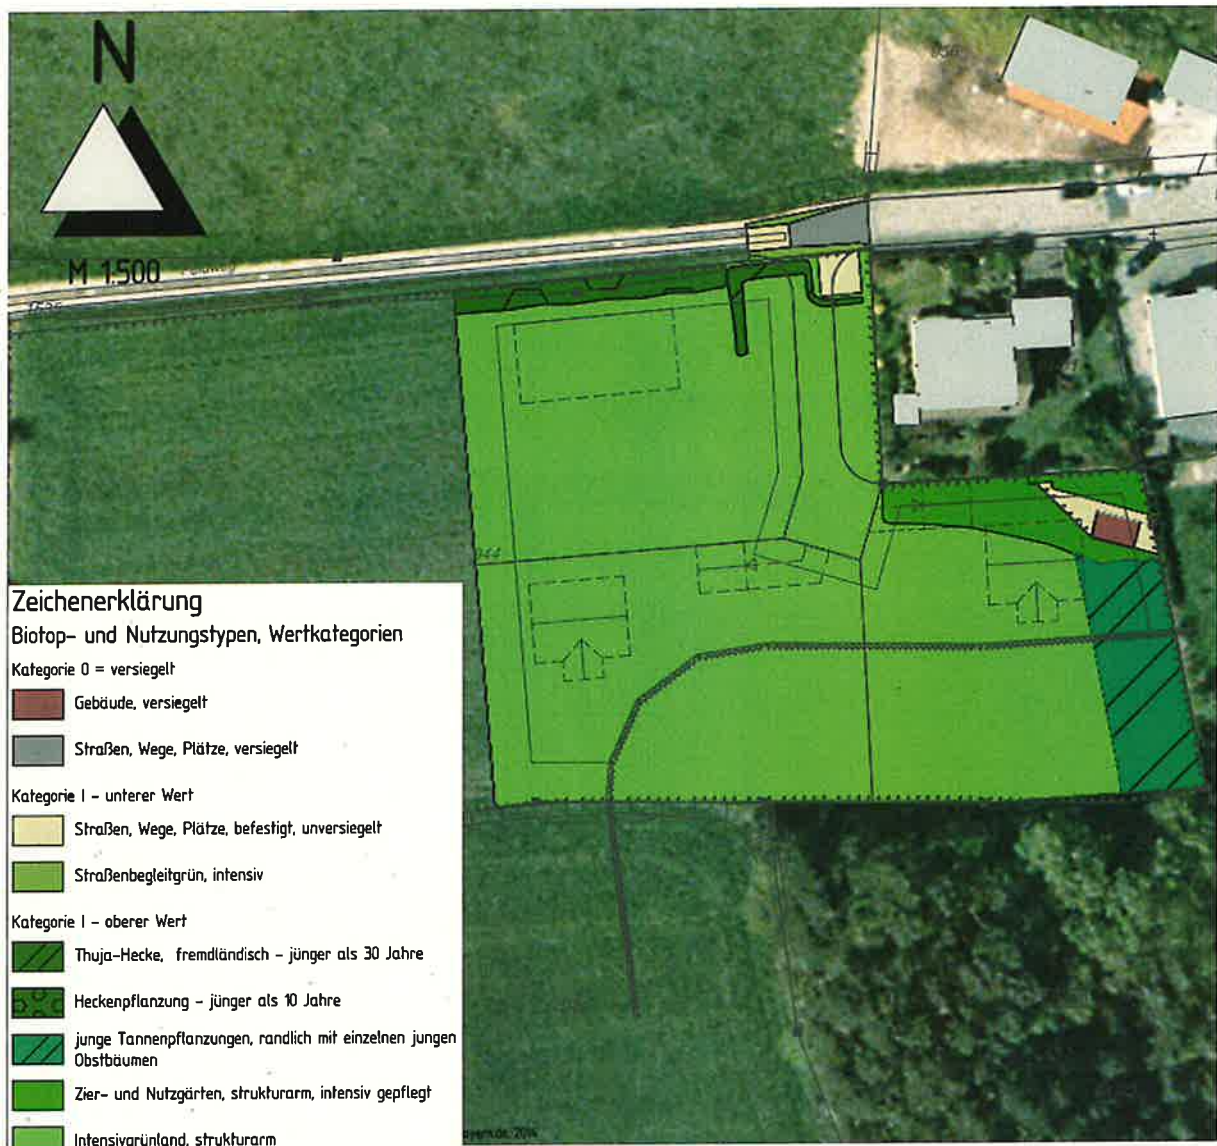 N
M 1:500
944
Zeichenerklärung
Biotop- und Nutzungstypen, Wertkategorien
Kategorie 0 = versiegelt
Gebäude, versiegelt
Straßen, Wege, Plätze, versiegelt
Kategorie I - unterer Wert
Straßen, Wege, Plätze, befestigt, unversiegelt
Straßenbegleitgrün, intensiv
Kategorie I - oberer Wert
Thuja-Hecke, fremdländisch - jünger als 30 Jahre
Heckenpflanzung - jünger als 10 Jahre
junge Tannenpflanzungen, randlich mit einzelnen jungen
Obstbäumen
Zier- und Nutzgärten, strukturarm, intensiv gepflegt
Intensivgrünland, strukturarm